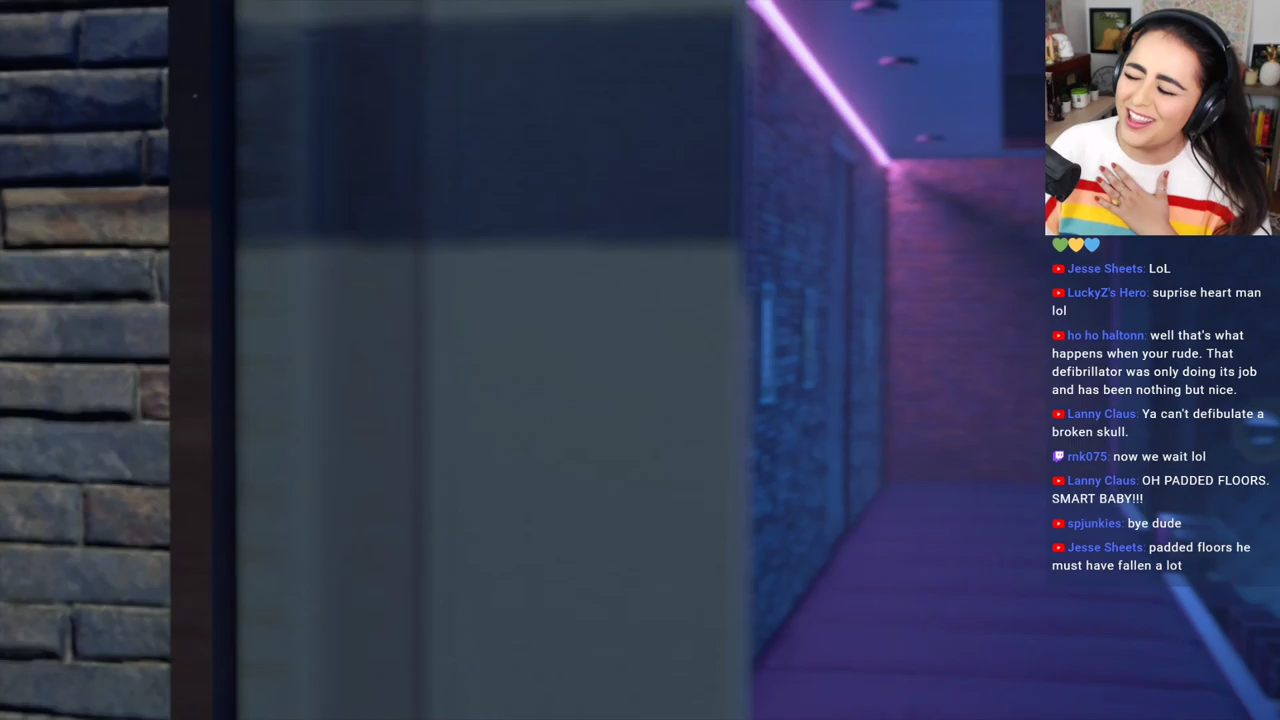 💚💛💙
Jesse Sheets: LoL
LuckyZ's Hero: suprise heart man
lol
ho ho haltonn: well that's what
happens when your rude. That
defibrillator was only doing its job
and has been nothing but nice.
Lanny Claus: Ya can't defibulate a
broken skull.
rnk075: now we wait lol
Lanny Claus: OH PADDED FLOORS.
SMART BABY!!!
spjunkies: bye dude
Jesse Sheets: padded floors he
must have fallen a lot